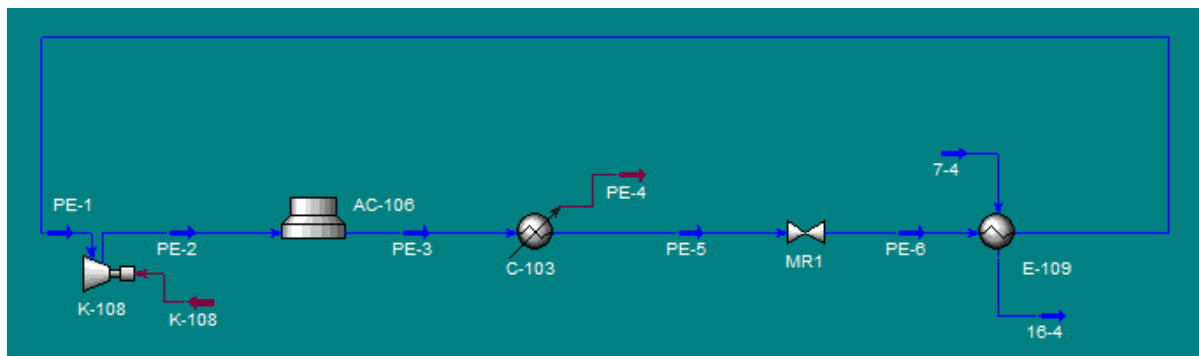 7-4
PE-4
PE-1
AC-106
PE-2
PE-3
C-103
PE-5
MR1
PE-6
E-109
K-108
K-108
16-4